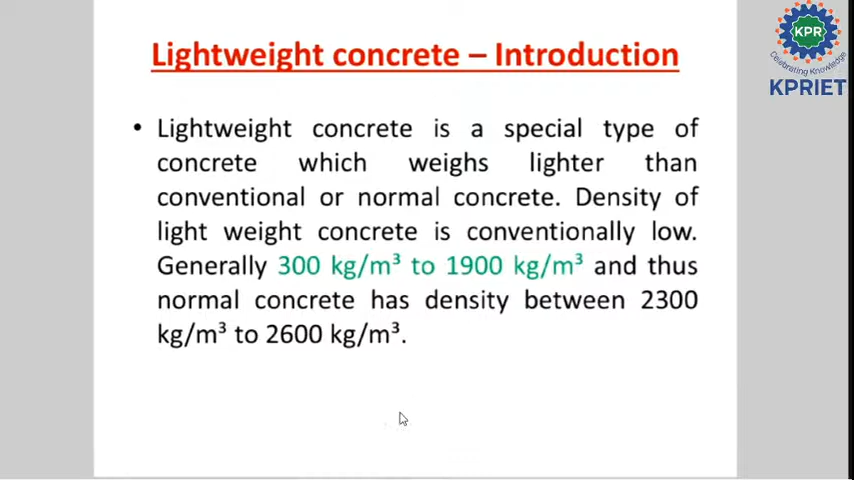 Lightweight concrete – Introduction
KPR
Celebrating Knowledge
KPRIET
• Lightweight concrete is a special type of
concrete which weighs lighter than
conventional or normal concrete. Density of
light weight concrete is conventionally low.
Generally 300 kg/m³ to 1900 kg/m³ and thus
normal concrete has density between 2300
kg/m³ to 2600 kg/m³.